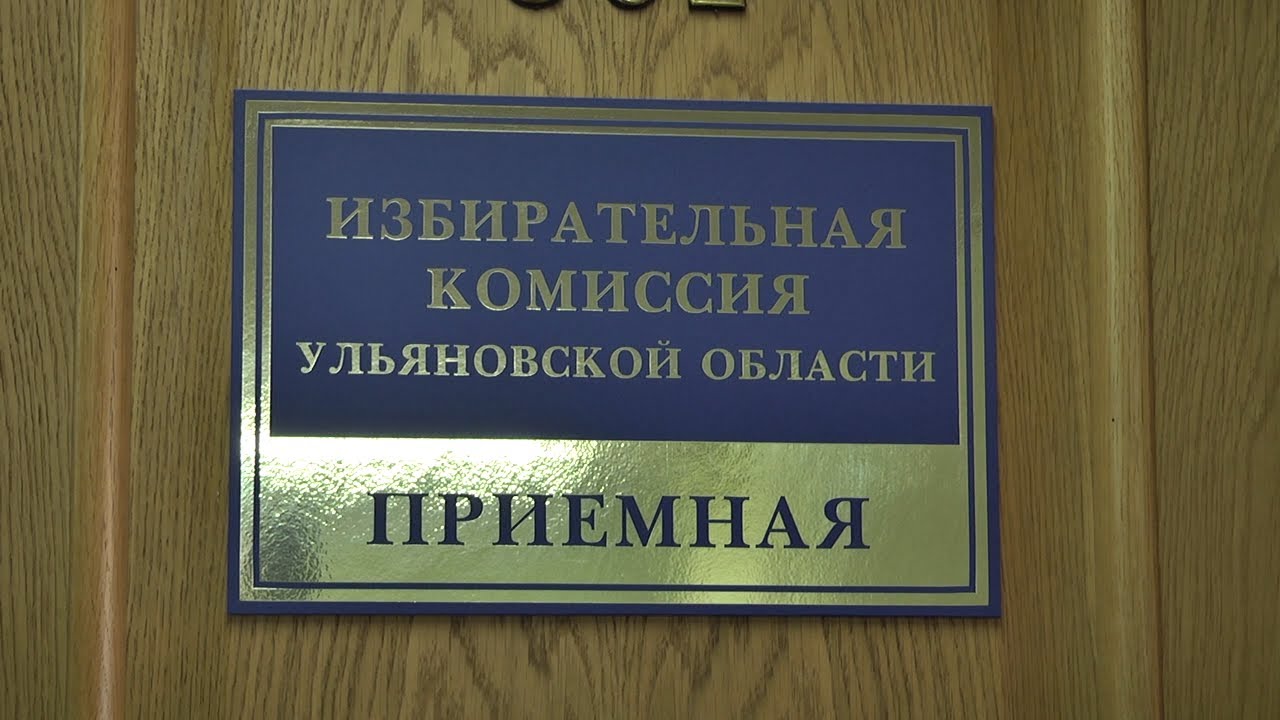 ИЗБИРАТЕЛЬНАЯ
КОМИССИЯ
УЛЬЯНОВСКОЙ ОБЛАСТИ
ПРИЕМНАЯ